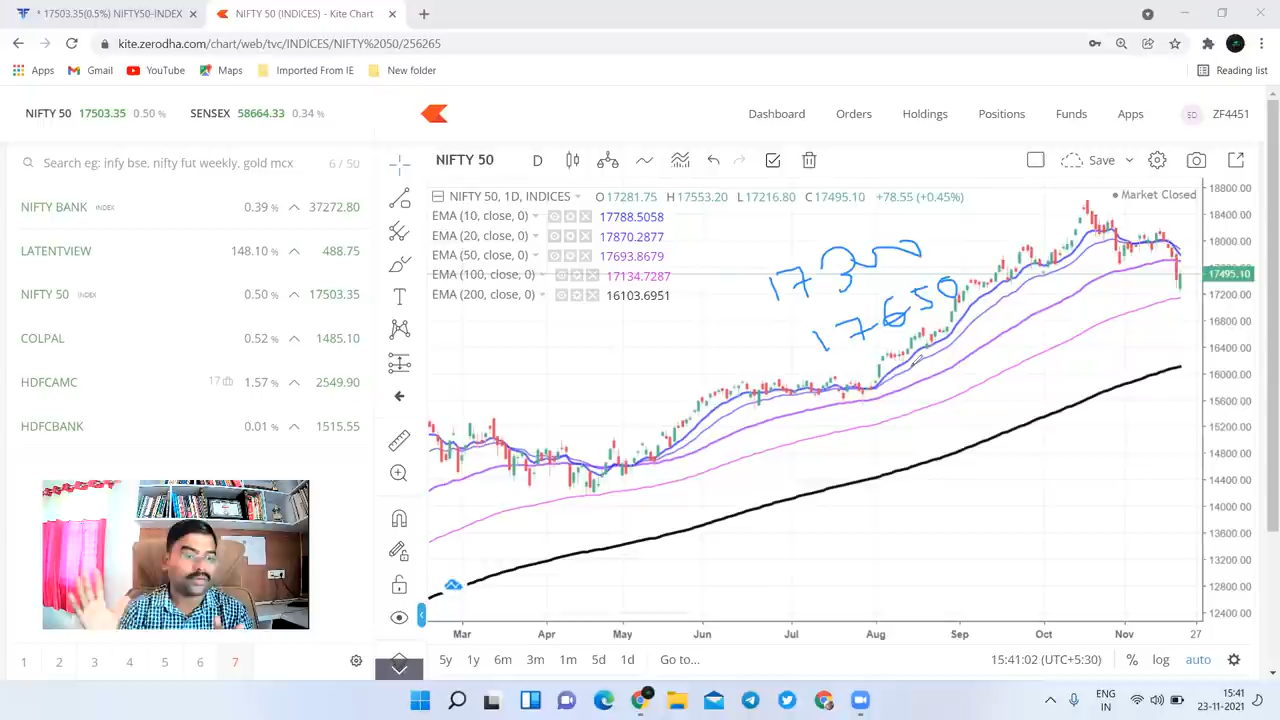 * 17503.35(0.5%) NIFTY50-INDEX
NIFTY 50 (INDICES) - Kite Chart
kite.zerodha.com/chart/web/tvc/INDICES/NIFTY%2050/256265
Apps Gmail YouTube Maps Imported From IE New folder Reading list
NIFTY 50 17503.35 0.50 % SENSEX 58664.33 0.34 %
Dashboard Orders Holdings Positions Funds Apps SD ZF4451
Search eg: infy bse, nifty fut weekly, gold mcx 6 / 50
NIFTY BANK INDEX 0.39 % 37272.80
LATENTVIEW 148.10 % 488.75
NIFTY 50 INDEX 0.50 % 17503.35
COLPAL 0.52 % 1485.10
HDFCAMC 17 1.57 % 2549.90
HDFCBANK 0.01 % 1515.55
1 2 3 4 5 6 7
NIFTY 50 D Save
NIFTY 50, 1D, INDICES O17281.75 H17553.20 L17216.80 C17495.10 +78.55 (+0.45%)
Market Closed
EMA (10, close, 0) 17788.5058
EMA (20, close, 0) 17870.2877
EMA (50, close, 0) 17693.8679
EMA (100, close, 0) 17134.7287
EMA (200, close, 0) 16103.6951
17300
17650
18800.00
18400.00
18000.00
17495.10
17200.00
16800.00
16400.00
16000.00
15600.00
15200.00
14800.00
14400.00
14000.00
13600.00
13200.00
12800.00
12400.00
Mar Apr May Jun Jul Aug Sep Oct Nov 27
5y 1y 6m 3m 1m 5d 1d Go to... 15:41:02 (UTC+5:30) % log auto
ENG
IN
15:41
23-11-2021